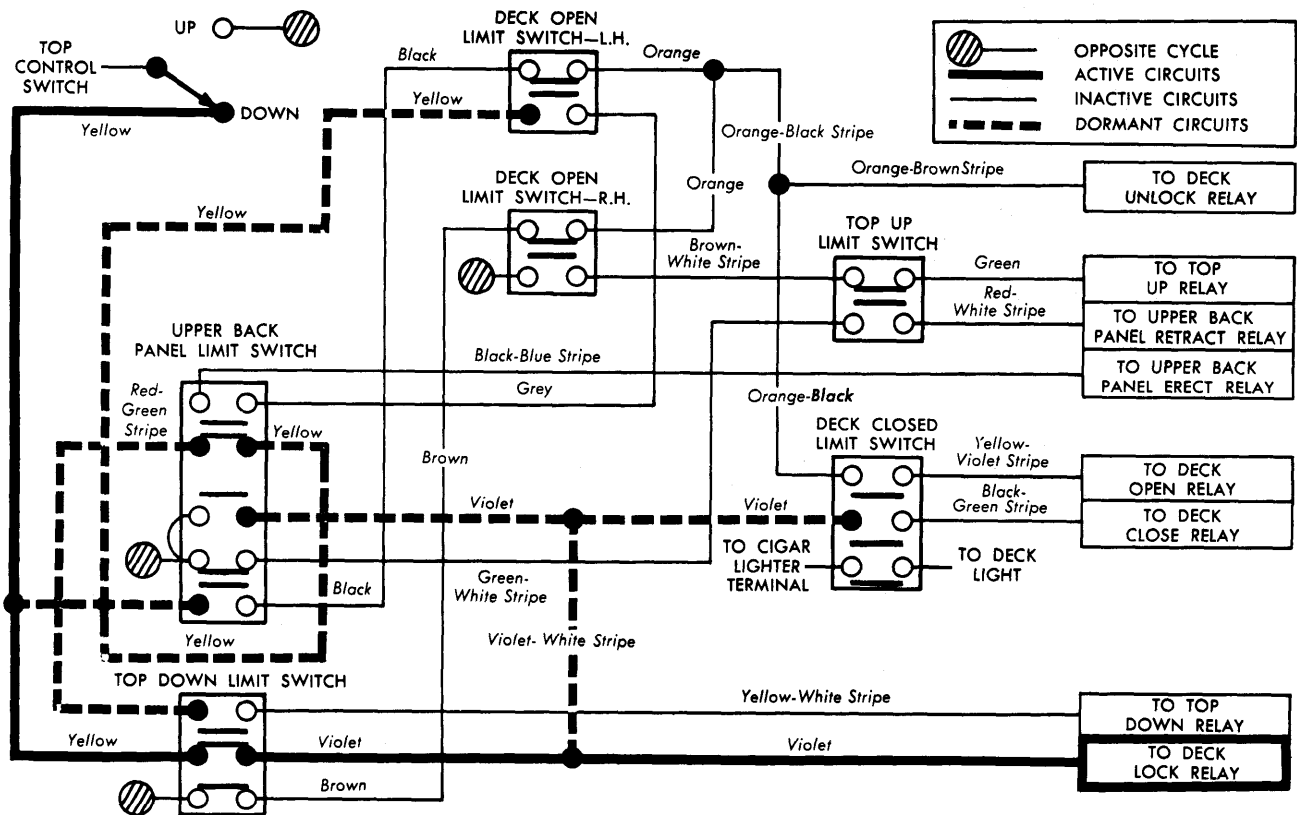 UP
TOP
CONTROL
SWITCH
DOWN
Yellow
DECK OPEN
LIMIT SWITCH—L.H.
Black
Orange
Yellow
Orange-Black Stripe
OPPOSITE CYCLE
ACTIVE CIRCUITS
INACTIVE CIRCUITS
DORMANT CIRCUITS
DECK OPEN
LIMIT SWITCH—R.H.
Orange
Orange-Brown Stripe
TO DECK
UNLOCK RELAY
Yellow
Brown-
White Stripe
TOP UP
LIMIT SWITCH
Green
Red-
White Stripe
TO TOP
UP RELAY
TO UPPER BACK
PANEL RETRACT RELAY
TO UPPER BACK
PANEL ERECT RELAY
UPPER BACK
PANEL LIMIT SWITCH
Black-Blue Stripe
Grey
Red-
Green
Stripe
Yellow
Orange-Black
Brown
DECK CLOSED
LIMIT SWITCH
Yellow-
Violet Stripe
Black-
Green Stripe
TO DECK
OPEN RELAY
TO DECK
CLOSE RELAY
Violet
Violet
TO CIGAR
LIGHTER
TERMINAL
TO DECK
LIGHT
Black
Green-
White Stripe
Yellow
Violet- White Stripe
TOP DOWN LIMIT SWITCH
Yellow-White Stripe
TO TOP
DOWN RELAY
Yellow
Violet
Violet
TO DECK
LOCK RELAY
Brown